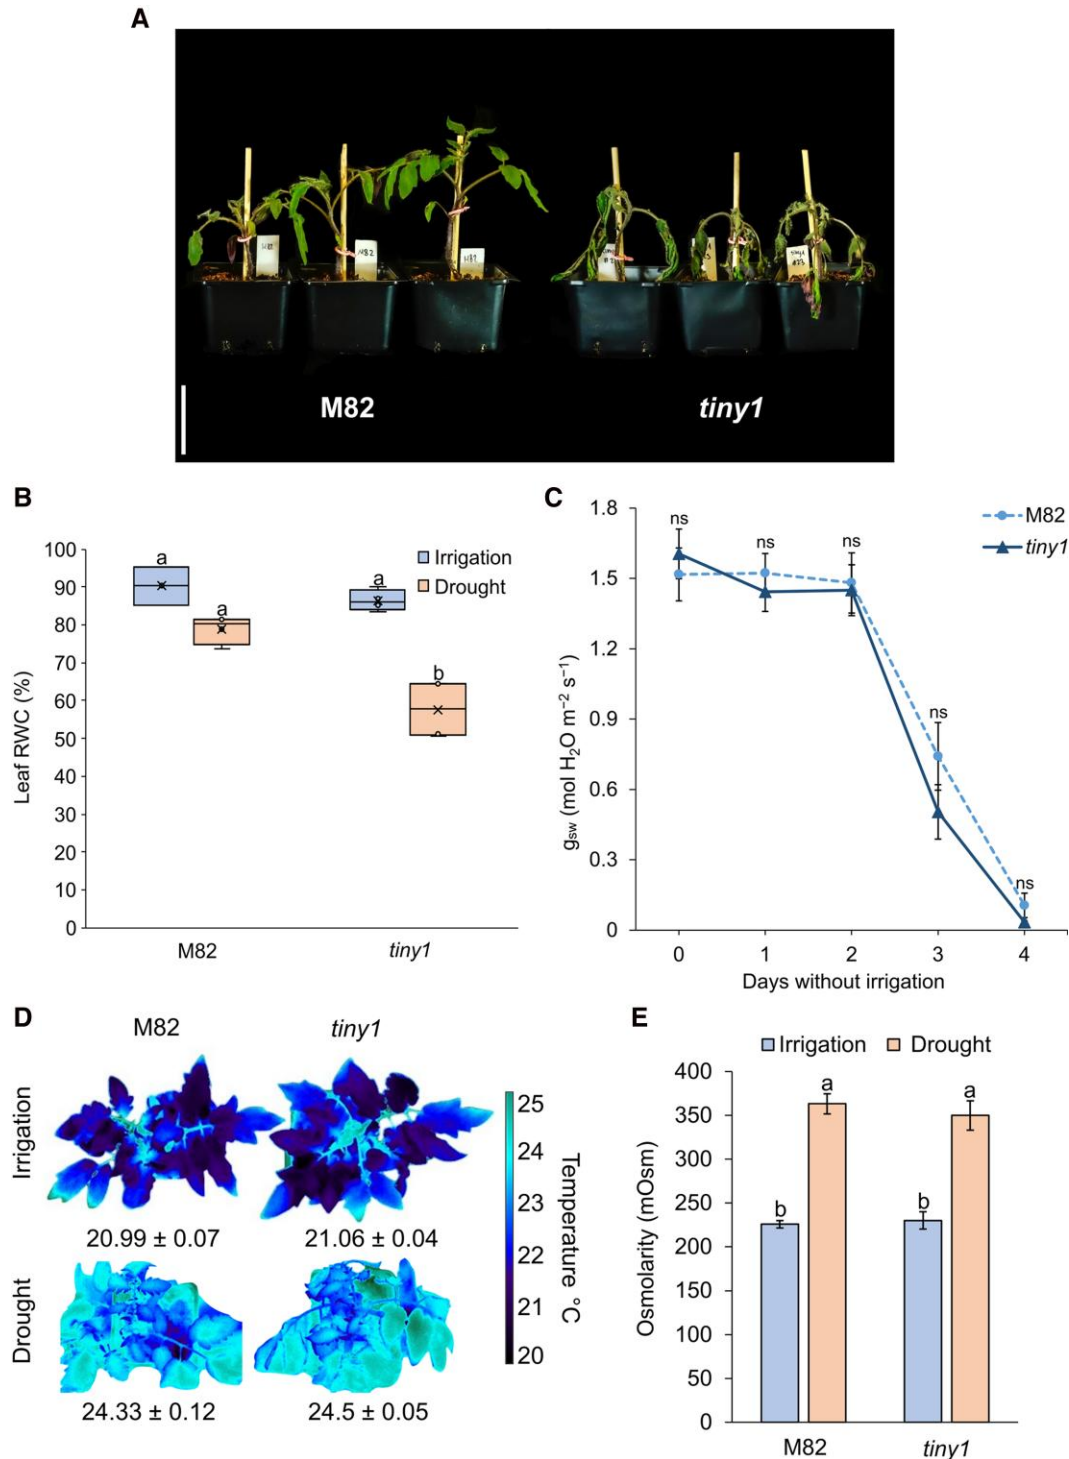 A
M82
M82
M82
M82
tiny1
B
100
90
80
70
60
50
40
30
20
10
0
Leaf RWC (%)
a
a
a
b
Irrigation
Drought
M82
tiny1
C
1.8
1.5
1.2
0.9
0.6
0.3
0
gsw (mol H2O m−2 s−1)
ns
ns
ns
ns
ns
M82
tiny1
0 1 2 3 4
Days without irrigation
D
M82 tiny1
Irrigation
20.99 ± 0.07 21.06 ± 0.04
Drought
24.33 ± 0.12 24.5 ± 0.05
25
24
23
22
21
20
Temperature °C
E
Irrigation Drought
400
350
300
250
200
150
100
50
0
Osmolarity (mOsm)
b
a
b
a
M82 tiny1